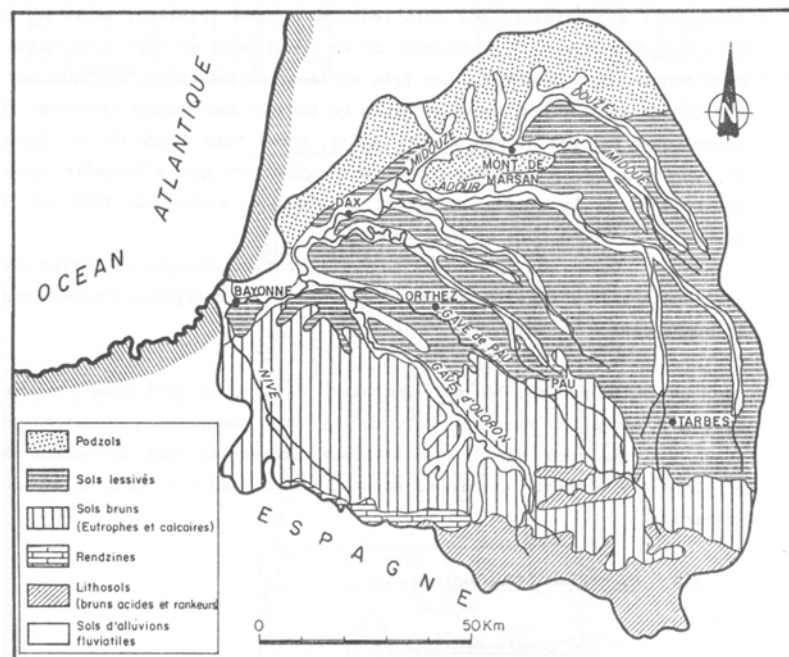 OCEAN ATLANTIQUE
N
DOUZE
MIDOUZE
MIDOUE
MONT DE
MARSAN
ADOUR
DAX
BAYONNE
ORTHEZ
GAVE de PAU
PAU
NIVE
GAVE d'OLORON
TARBES
ESPAGNE
Podzols
Sols lessivés
Sols bruns
(Eutrophes et calcaires)
Rendzines
Lithosols
(bruns acides et rankeurs)
Sols d'alluvions
fluviatiles
0 50 Km